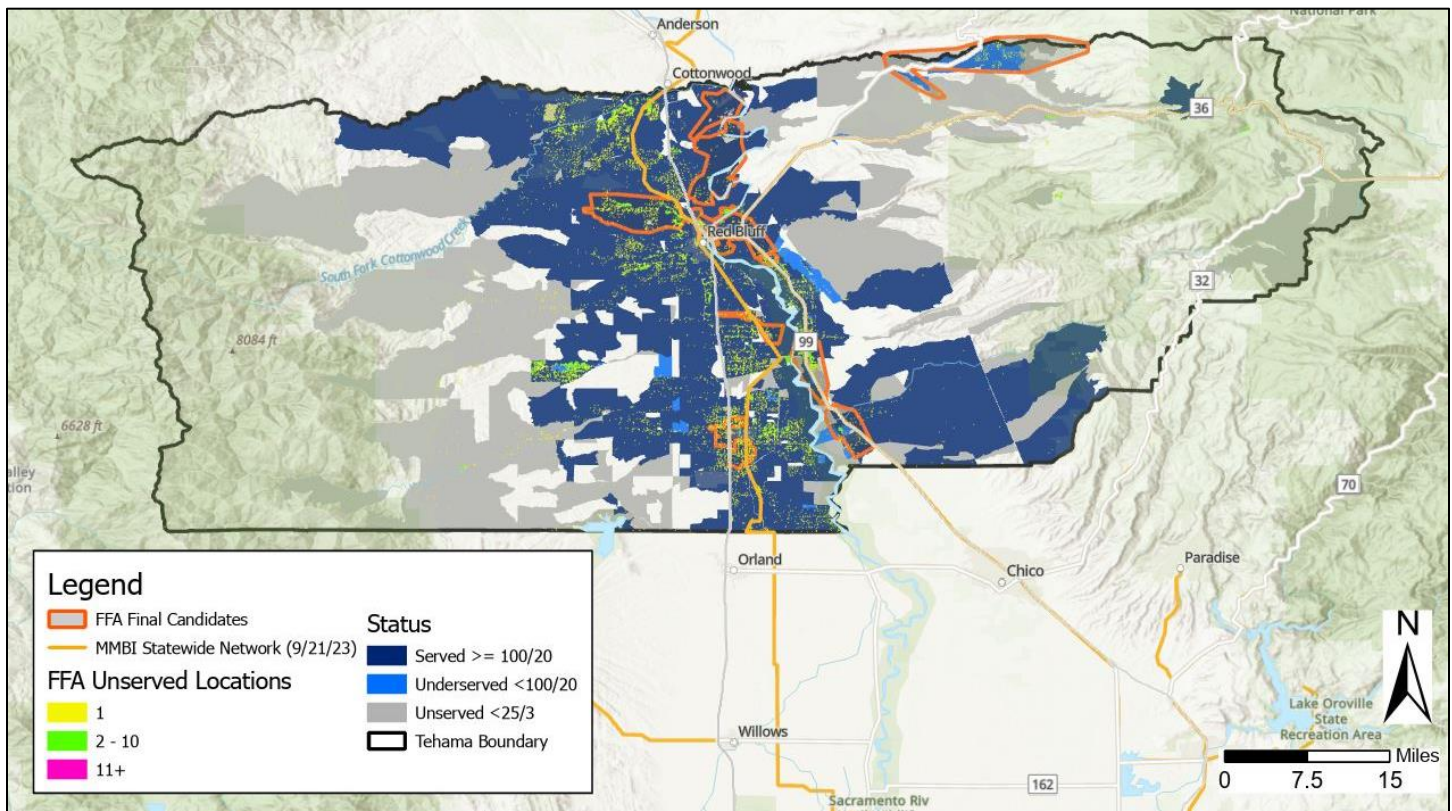 National Park
Anderson
Cottonwood
36
Red Bluff
South Fork Cottonwood Creek
32
8084 ft
99
6628 ft
alley
tion
70
Orland
Chico
Paradise
Legend
FFA Final Candidates
MMBI Statewide Network (9/21/23)
FFA Unserved Locations
1
2 - 10
11+
Status
Served >= 100/20
Underserved <100/20
Unserved <25/3
Tehama Boundary
Willows
162
Sacramento Riv
Lake Oroville
State
Recreation Area
N
Miles
0 7.5 15